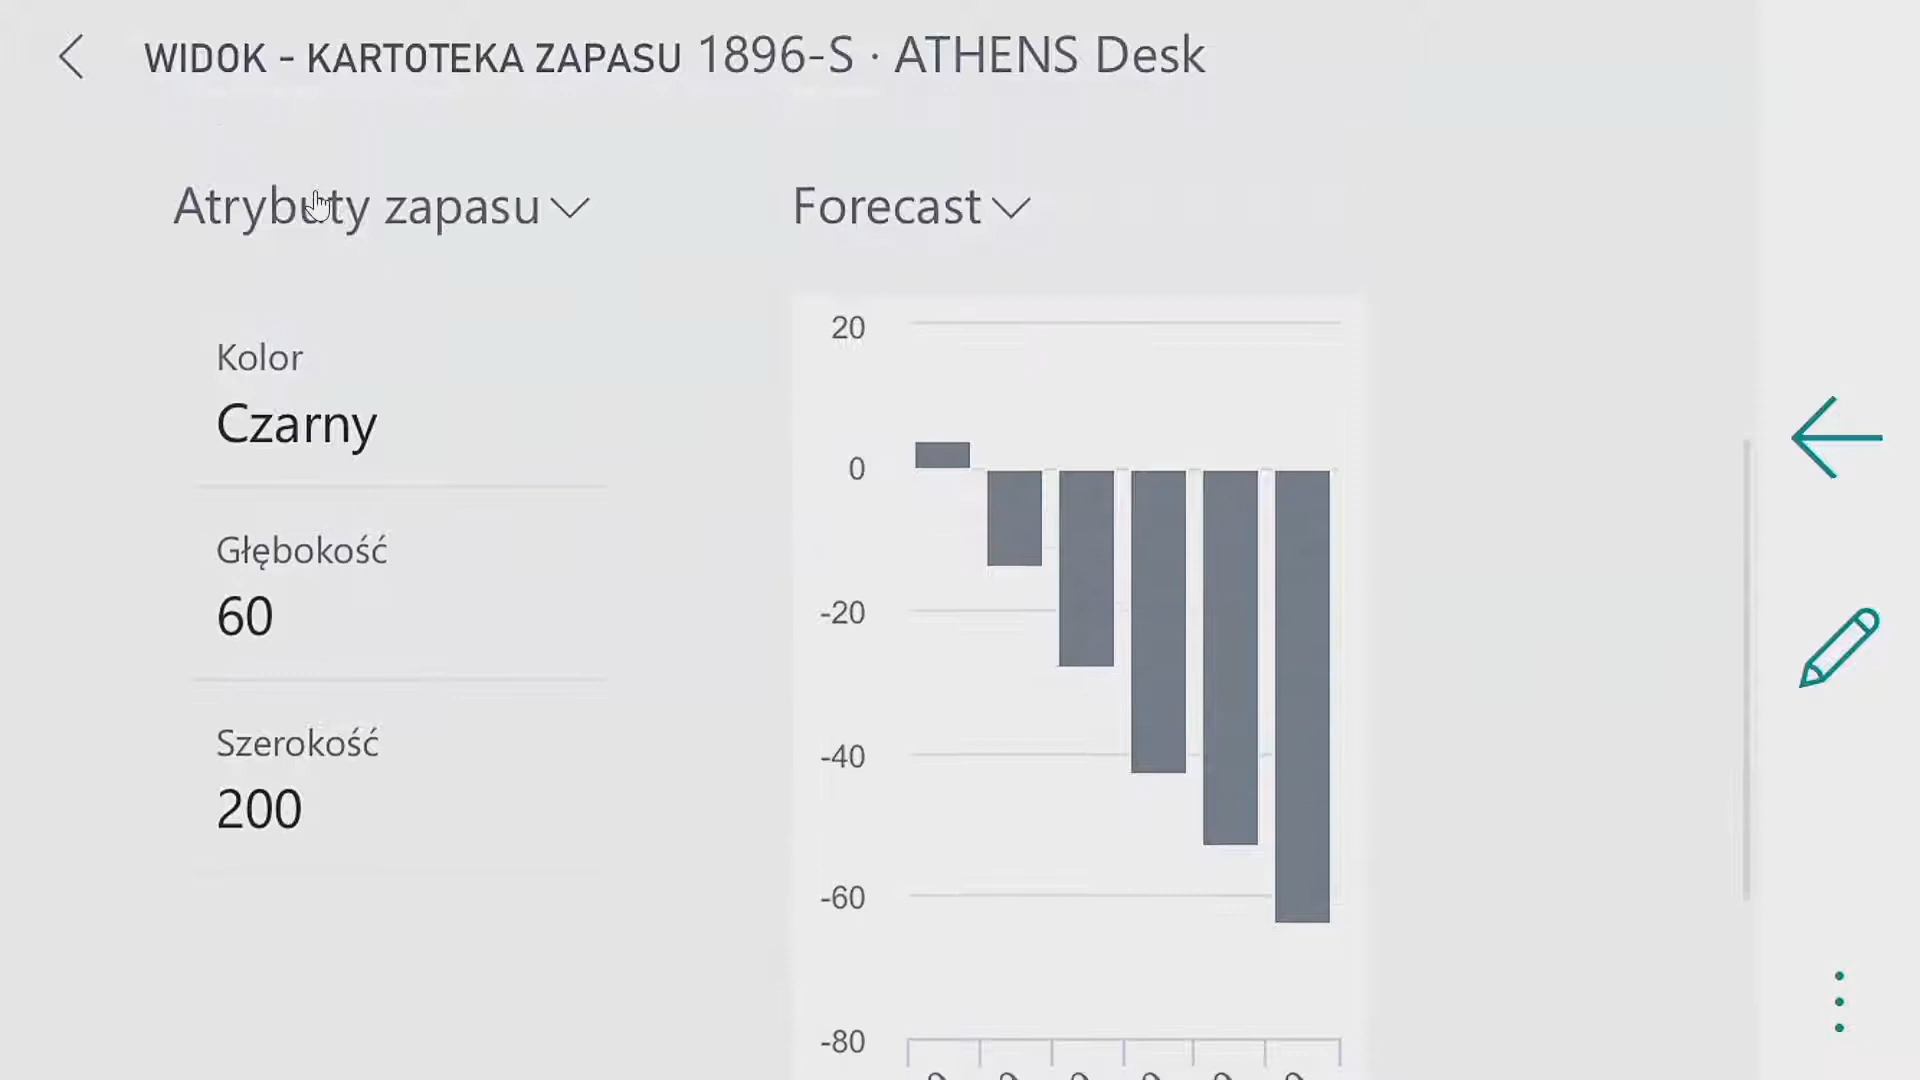 WIDOK - KARTOTEKA ZAPASU 1896-S · ATHENS Desk
Atrybuty zapasu
Kolor
Czarny
Głębokość
60
Szerokość
200
Forecast
20
0
-20
-40
-60
-80